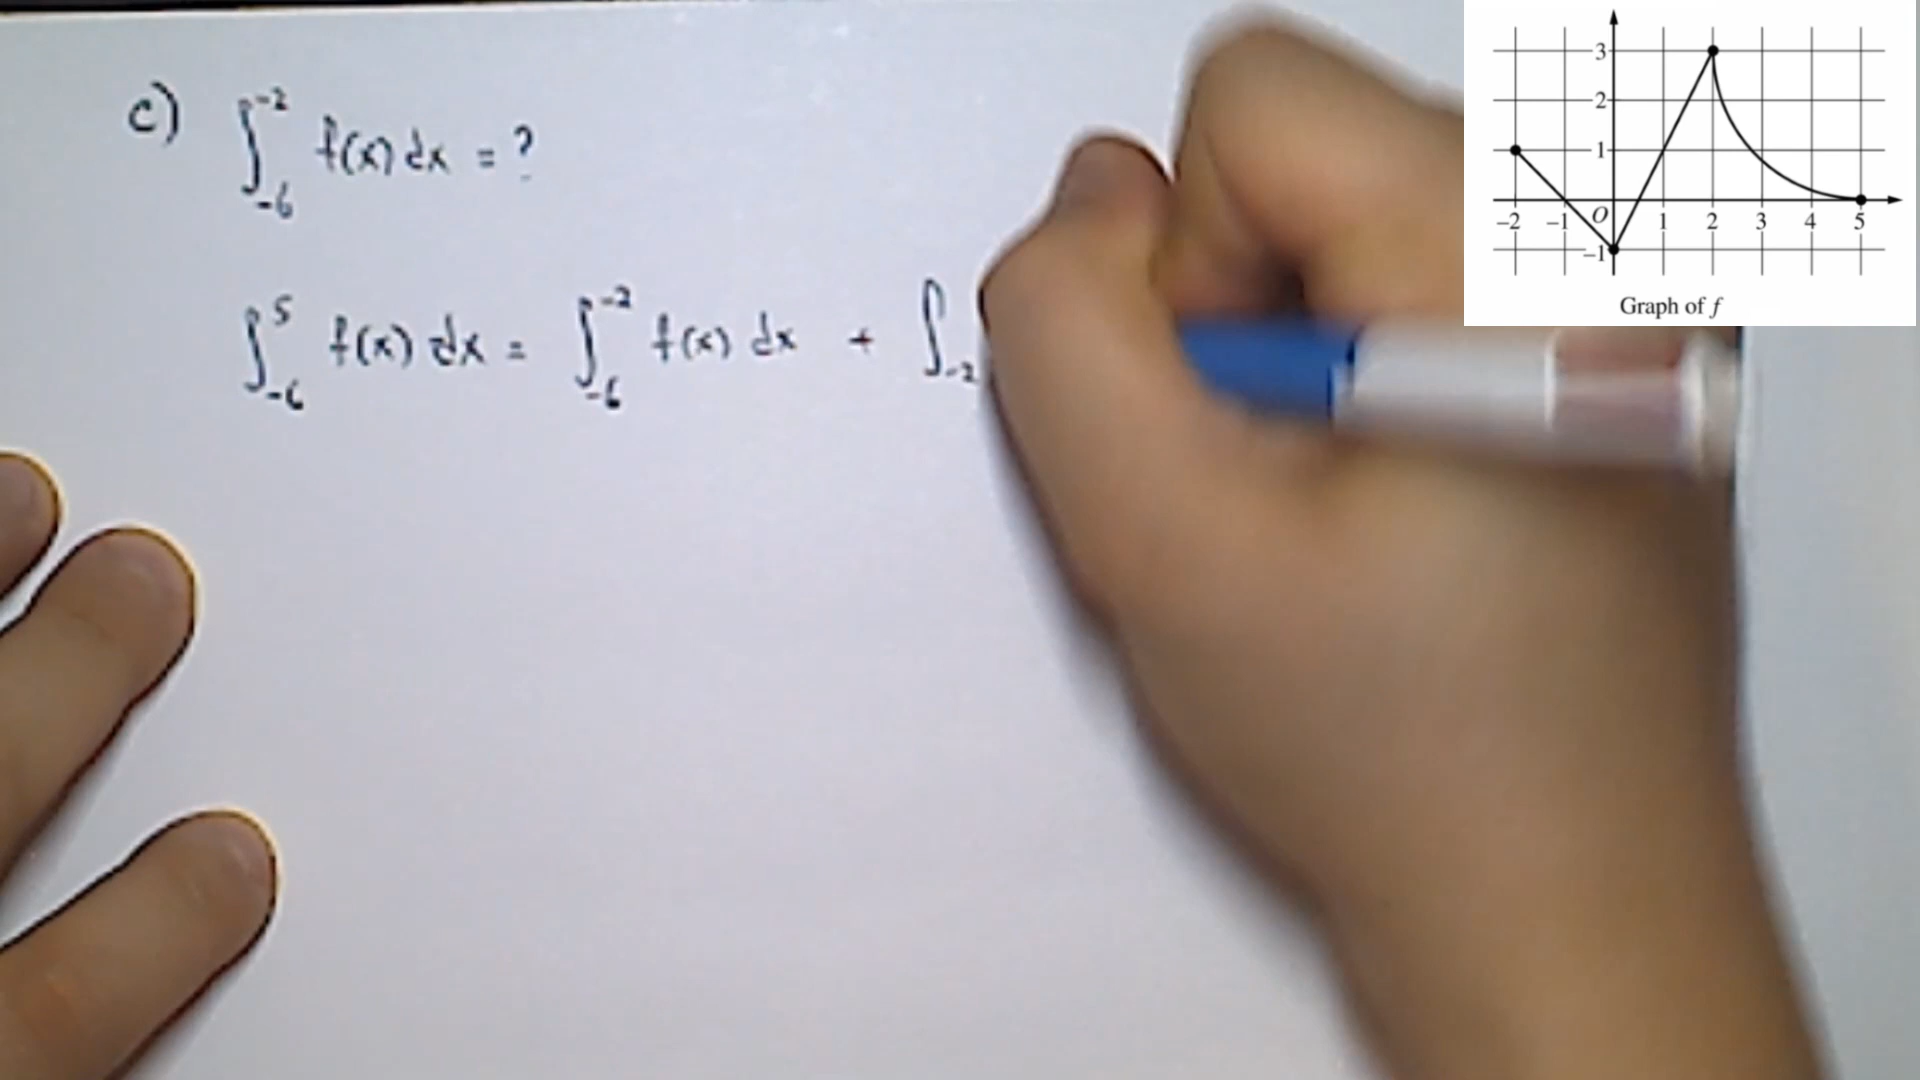 c) ∫_{-6}^{-2} f(x) dx = ?
∫_{-6}^{5} f(x) dx = ∫_{-6}^{-2} f(x) dx + ∫_{-2}
3
2
1
O
-2 -1 1 2 3 4 5
-1
Graph of f